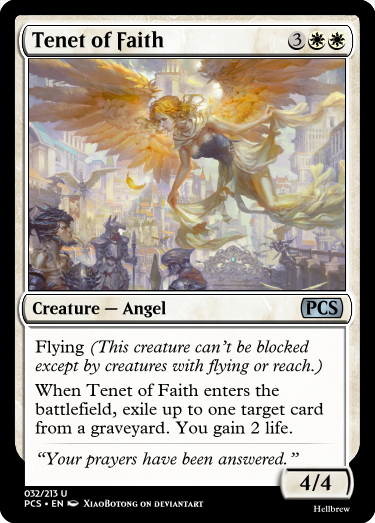 Tenet of Faith 3
Creature — Angel PCS
Flying (This creature can't be blocked
except by creatures with flying or reach.)
When Tenet of Faith enters the
battlefield, exile up to one target card
from a graveyard. You gain 2 life.
"Your prayers have been answered."
4/4
032/213 U
PCS • EN XiaoBotong on deviantart
Hellbrew